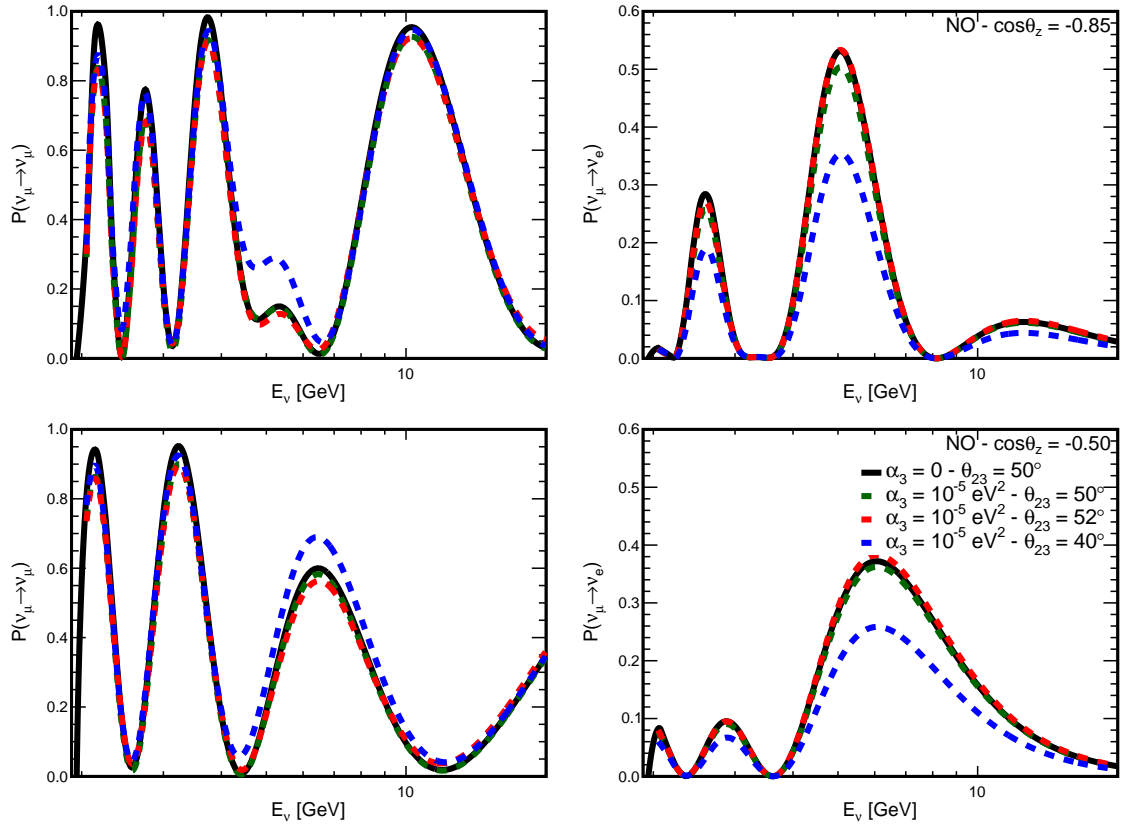 1.0
0.8
0.6
0.4
0.2
0.0
P(νμ→νμ)
10
Eν [GeV]
0.6
0.5
0.4
0.3
0.2
0.1
0.0
P(νμ→νe)
NO - cosθz = -0.85
10
Eν [GeV]
1.0
0.8
0.6
0.4
0.2
0.0
P(νμ→νμ)
10
Eν [GeV]
0.6
0.5
0.4
0.3
0.2
0.1
0.0
P(νμ→νe)
NO - cosθz = -0.50
α₃ = 0 - θ₂₃ = 50°
α₃ = 10⁻⁵ eV² - θ₂₃ = 50°
α₃ = 10⁻⁵ eV² - θ₂₃ = 52°
α₃ = 10⁻⁵ eV² - θ₂₃ = 40°
10
Eν [GeV]